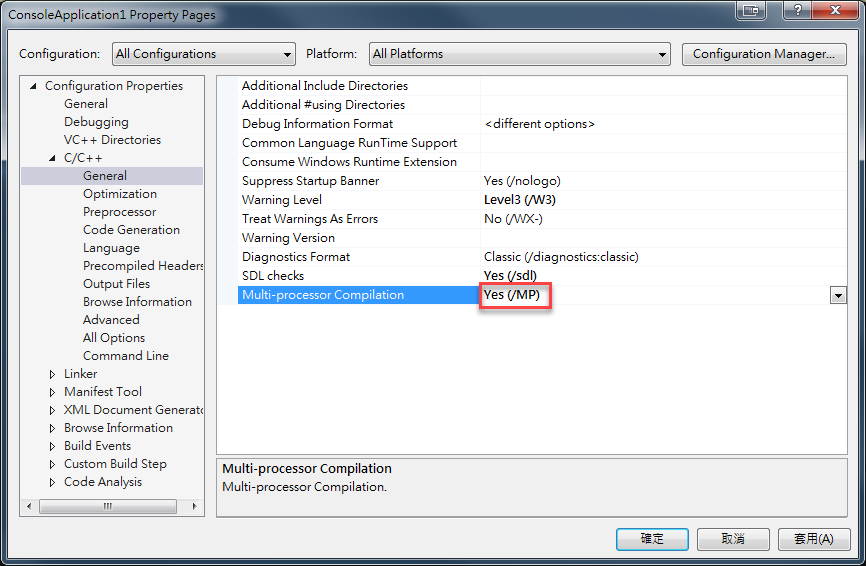 ConsoleApplication1 Property Pages
Configuration: All Configurations Platform: All Platforms Configuration Manager...
Configuration Properties
General
Debugging
VC++ Directories
C/C++
General
Optimization
Preprocessor
Code Generation
Language
Precompiled Headers
Output Files
Browse Information
Advanced
All Options
Command Line
Linker
Manifest Tool
XML Document Generato
Browse Information
Build Events
Custom Build Step
Code Analysis
Additional Include Directories
Additional #using Directories
Debug Information Format <different options>
Common Language RunTime Support
Consume Windows Runtime Extension
Suppress Startup Banner Yes (/nologo)
Warning Level Level3 (/W3)
Treat Warnings As Errors No (/WX-)
Warning Version
Diagnostics Format Classic (/diagnostics:classic)
SDL checks Yes (/sdl)
Multi-processor Compilation Yes (/MP)
Multi-processor Compilation
Multi-processor Compilation.
確定 取消 套用(A)